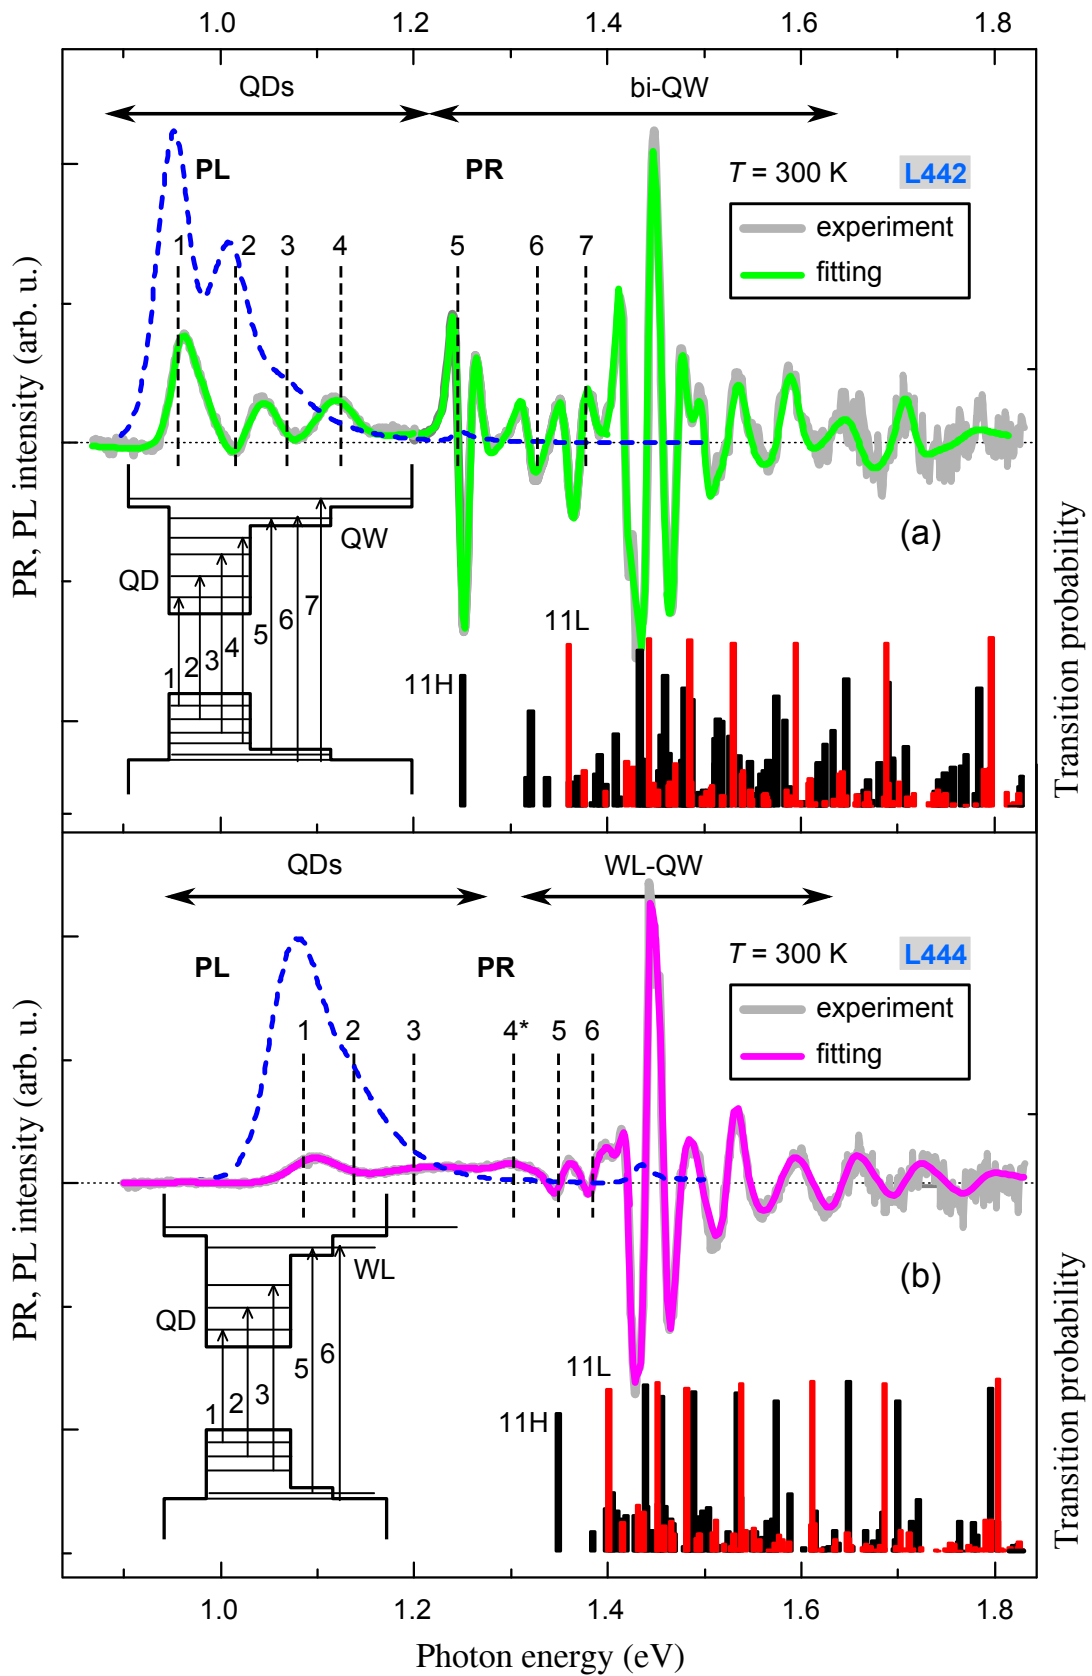 1.0 1.2 1.4 1.6 1.8
QDs bi-QW
PL PR T = 300 K L442
experiment
fitting
1 2 3 4 5 6 7
PR, PL intensity (arb. u.)
QW
QD
(a)
1 2 3 4 5 6 7
11L
11H
Transition probability
QDs WL-QW
PL PR T = 300 K L444
experiment
fitting
1 2 3 4* 5 6
PR, PL intensity (arb. u.)
WL
QD
(b)
1 2 3 5 6
11L
11H
Transition probability
1.0 1.2 1.4 1.6 1.8
Photon energy (eV)